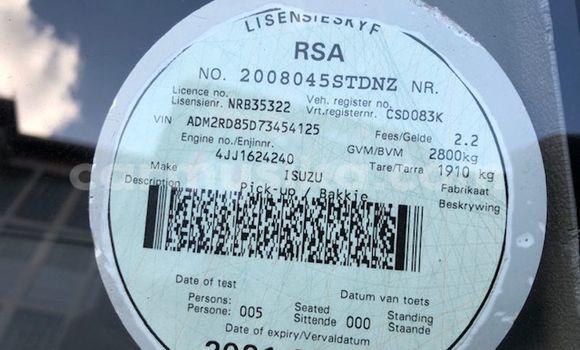 LISENSIESKYF
RSA
NO. 2008045STDNZ NR.
Licence no. Veh. register no.
Lisensienr. NRB35322 Vrt.registernr. CSD083K
VIN ADM2RD85D73454125 Fees/Gelde 2.2
Engine no./Enjinnr. GVM/BVM 2800kg
4JJ1624240 Tare/Tarra 1910 kg
Make ISUZU Fabrikaat
Description Pick-up / Bakkie Beskrywing
Date of test Datum van toets
Persons: Seated Standing
Persone: 005 Sittende 000 Staande
Date of expiry/Vervaldatum